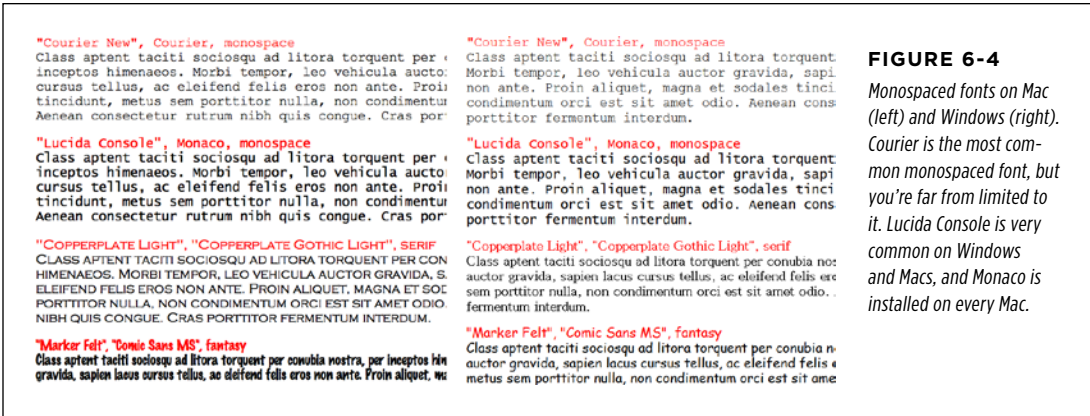 "Courier New", Courier, monospace
Class aptent taciti sociosqu ad litora torquent per
inceptos himenaeos. Morbi tempor, leo vehicula aucto
cursus tellus, ac eleifend felis eros non ante. Proi
tincidunt, metus sem porttitor nulla, non condimentu
Aenean consectetur rutrum nibh quis congue. Cras por
"Lucida Console", Monaco, monospace
Class aptent taciti sociosqu ad litora torquent per
inceptos himenaeos. Morbi tempor, leo vehicula aucto
cursus tellus, ac eleifend felis eros non ante. Proi
tincidunt, metus sem porttitor nulla, non condimentu
Aenean consectetur rutrum nibh quis congue. Cras por
"COPPERPLATE LIGHT", "COPPERPLATE GOTHIC LIGHT", SERIF
CLASS APTENT TACITI SOCIOSQU AD LITORA TORQUENT PER CON
HIMENAEOS. MORBI TEMPOR, LEO VEHICULA AUCTOR GRAVIDA, S
ELEIFEND FELIS EROS NON ANTE. PROIN ALIQUET, MAGNA ET SOD
PORTTITOR NULLA, NON CONDIMENTUM ORCI EST SIT AMET ODIO.
NIBH QUIS CONGUE. CRAS PORTTITOR FERMENTUM INTERDUM.
"Marker Felt", "Comic Sans MS", fantasy
Class aptent taciti sociosqu ad litora torquent per conubia nostra, per inceptos him
gravida, sapien lacus cursus tellus, ac eleifend felis eros non ante. Proin aliquet, ma
"Courier New", Courier, monospace
Class aptent taciti sociosqu ad litora torquent
Morbi tempor, leo vehicula auctor gravida, sapi
non ante. Proin aliquet, magna et sodales tinci
condimentum orci est sit amet odio. Aenean cons
porttitor fermentum interdum.
"Lucida Console", Monaco, monospace
Class aptent taciti sociosqu ad litora torquent
Morbi tempor, leo vehicula auctor gravida, sapi
non ante. Proin aliquet, magna et sodales tinci
condimentum orci est sit amet odio. Aenean cons
porttitor fermentum interdum.
"Copperplate Light", "Copperplate Gothic Light", serif
Class aptent taciti sociosqu ad litora torquent per conubia nos
auctor gravida, sapien lacus cursus tellus, ac eleifend felis ero
sem porttitor nulla, non condimentum orci est sit amet odio. .
fermentum interdum.
"Marker Felt", "Comic Sans MS", fantasy
Class aptent taciti sociosqu ad litora torquent per conubia n
auctor gravida, sapien lacus cursus tellus, ac eleifend felis e
metus sem porttitor nulla, non condimentum orci est sit ame
FIGURE 6-4
Monospaced fonts on Mac
(left) and Windows (right).
Courier is the most com-
mon monospaced font, but
you're far from limited to
it. Lucida Console is very
common on Windows
and Macs, and Monaco is
installed on every Mac.